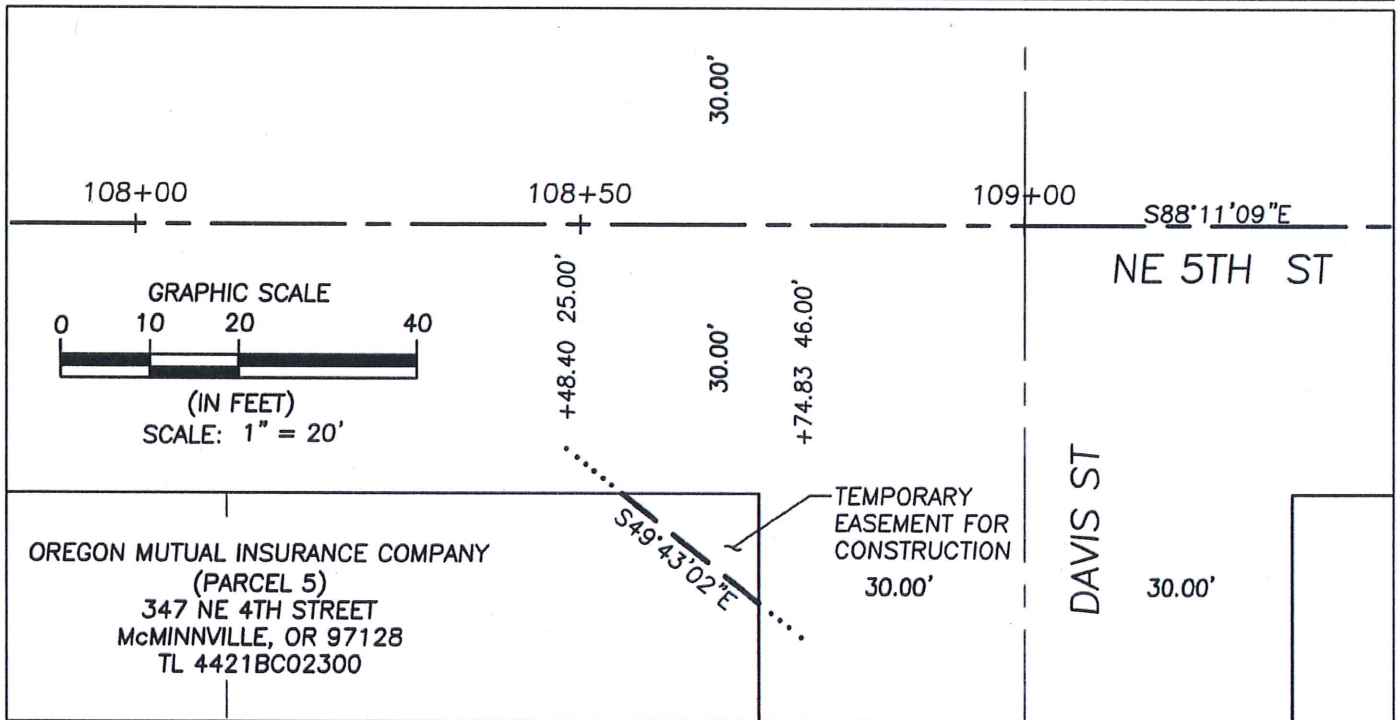 30.00'
108+00
108+50
109+00
S88°11'09"E
NE 5TH ST
GRAPHIC SCALE
0 10 20 40
(IN FEET)
SCALE: 1" = 20'
+48.40 25.00'
30.00'
+74.83 46.00'
S49°43'02"E
TEMPORARY
EASEMENT FOR
CONSTRUCTION
30.00'
DAVIS ST
30.00'
OREGON MUTUAL INSURANCE COMPANY
(PARCEL 5)
347 NE 4TH STREET
McMINNVILLE, OR 97128
TL 4421BC02300